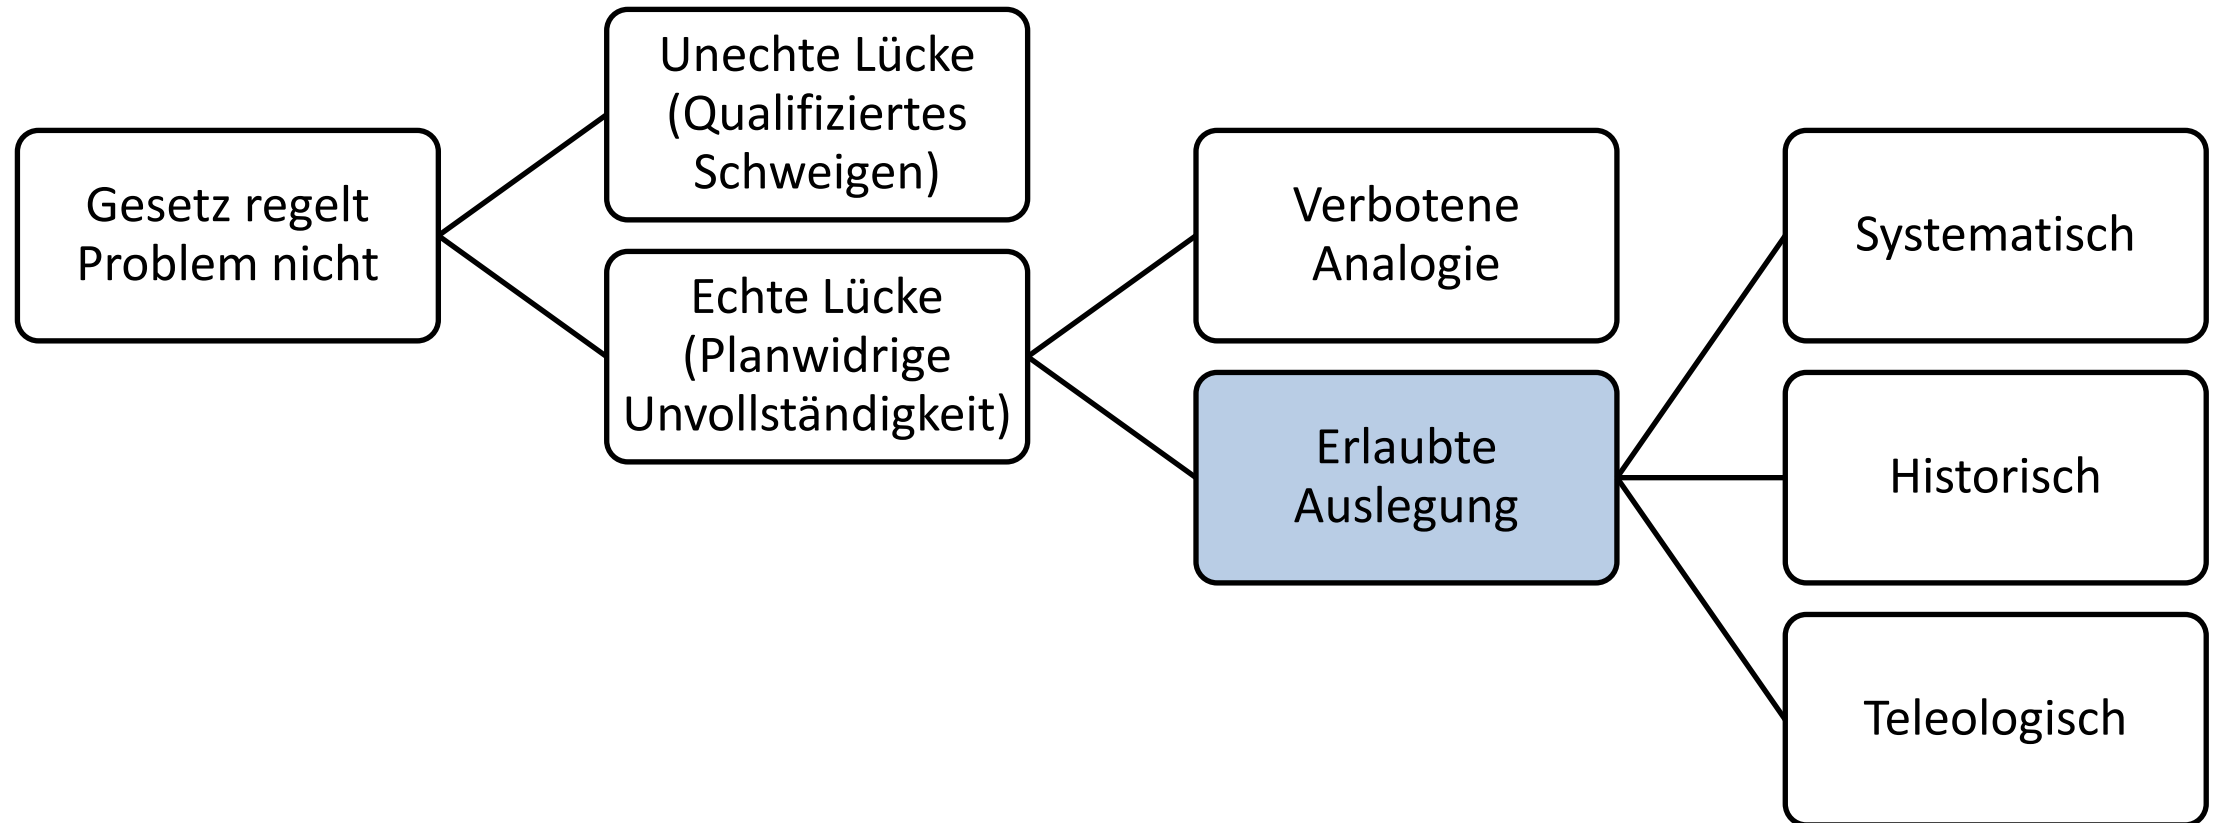 Gesetz regelt
Problem nicht
Unechte Lücke
(Qualifiziertes
Schweigen)
Echte Lücke
(Planwidrige
Unvollständigkeit)
Verbotene
Analogie
Erlaubte
Auslegung
Systematisch
Historisch
Teleologisch